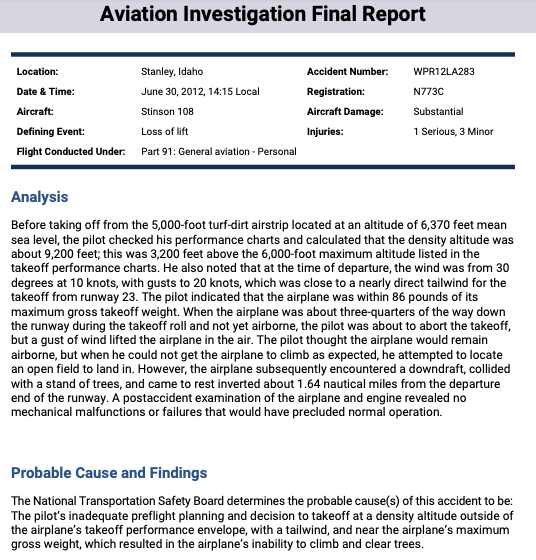 Aviation Investigation Final Report
Location: Stanley, Idaho Accident Number: WPR12LA283
Date & Time: June 30, 2012, 14:15 Local Registration: N773C
Aircraft: Stinson 108 Aircraft Damage: Substantial
Defining Event: Loss of lift Injuries: 1 Serious, 3 Minor
Flight Conducted Under: Part 91: General aviation - Personal
Analysis
Before taking off from the 5,000-foot turf-dirt airstrip located at an altitude of 6,370 feet mean
sea level, the pilot checked his performance charts and calculated that the density altitude was
about 9,200 feet; this was 3,200 feet above the 6,000-foot maximum altitude listed in the
takeoff performance charts. He also noted that at the time of departure, the wind was from 30
degrees at 10 knots, with gusts to 20 knots, which was close to a nearly direct tailwind for the
takeoff from runway 23. The pilot indicated that the airplane was within 86 pounds of its
maximum gross takeoff weight. When the airplane was about three-quarters of the way down
the runway during the takeoff roll and not yet airborne, the pilot was about to abort the takeoff,
but a gust of wind lifted the airplane in the air. The pilot thought the airplane would remain
airborne, but when he could not get the airplane to climb as expected, he attempted to locate
an open field to land in. However, the airplane subsequently encountered a downdraft, collided
with a stand of trees, and came to rest inverted about 1.64 nautical miles from the departure
end of the runway. A postaccident examination of the airplane and engine revealed no
mechanical malfunctions or failures that would have precluded normal operation.
Probable Cause and Findings
The National Transportation Safety Board determines the probable cause(s) of this accident to be:
The pilot's inadequate preflight planning and decision to takeoff at a density altitude outside of
the airplane's takeoff performance envelope, with a tailwind, and near the airplane's maximum
gross weight, which resulted in the airplane's inability to climb and clear trees.